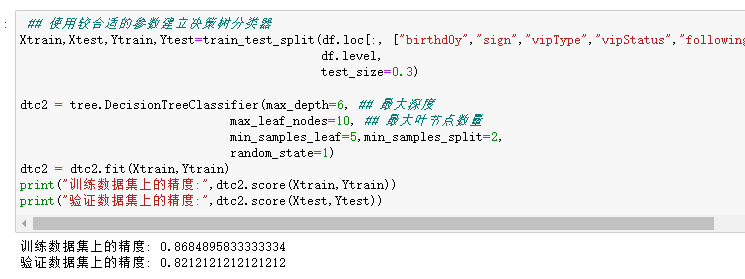 :
## 使用较合适的参数建立决策树分类器
Xtrain,Xtest,Ytrain,Ytest=train_test_split(df.loc[:, ["birthd0y","sign","vipType","vipStatus","following
df.level,
test_size=0.3)
dtc2 = tree.DecisionTreeClassifier(max_depth=6, ## 最大深度
max_leaf_nodes=10, ## 最大叶节点数量
min_samples_leaf=5,min_samples_split=2,
random_state=1)
dtc2 = dtc2.fit(Xtrain,Ytrain)
print("训练数据集上的精度:",dtc2.score(Xtrain,Ytrain))
print("验证数据集上的精度:",dtc2.score(Xtest,Ytest))
训练数据集上的精度: 0.8684895833333334
验证数据集上的精度: 0.8212121212121212